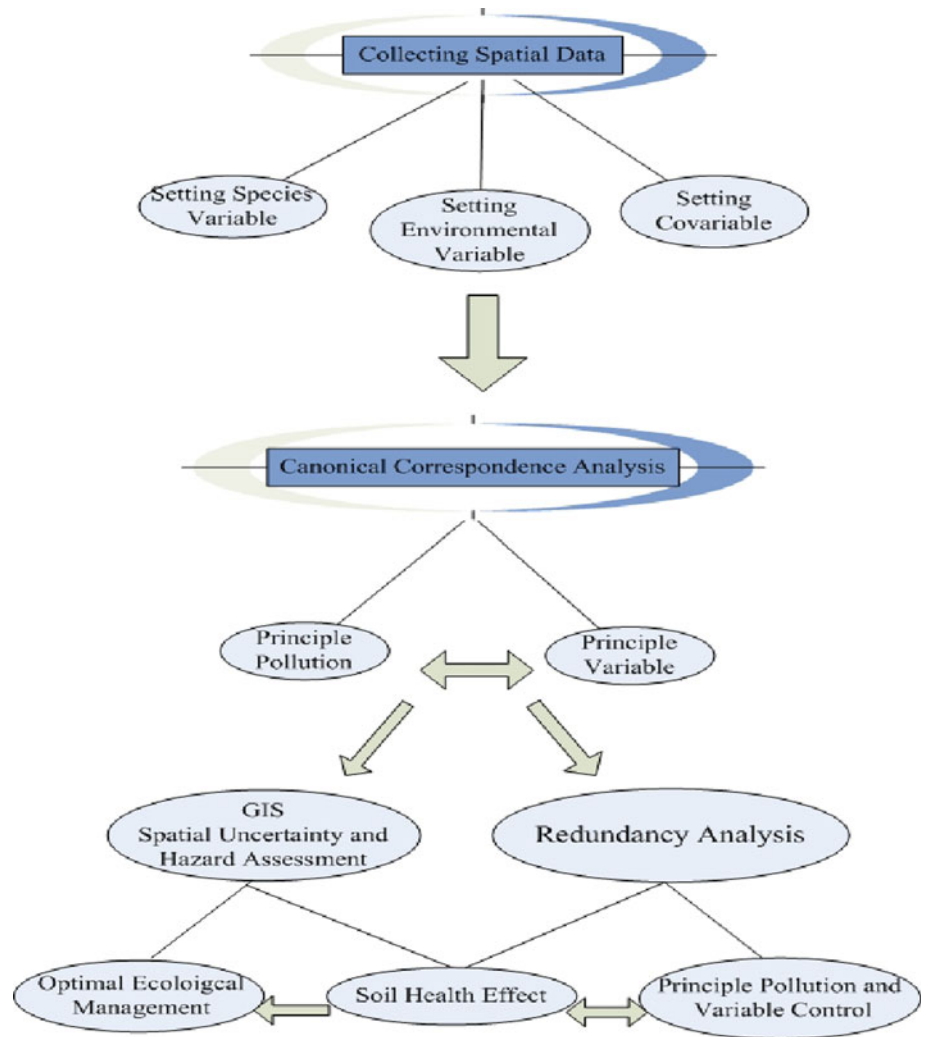 Collecting Spatial Data
Setting Species
Variable
Setting
Environmental
Variable
Setting
Covariable
Canonical Correspondence Analysis
Principle
Pollution
Principle
Variable
GIS
Spatial Uncertainty and
Hazard Assessment
Redundancy Analysis
Optimal Ecoloigcal
Management
Soil Health Effect
Principle Pollution and
Variable Control